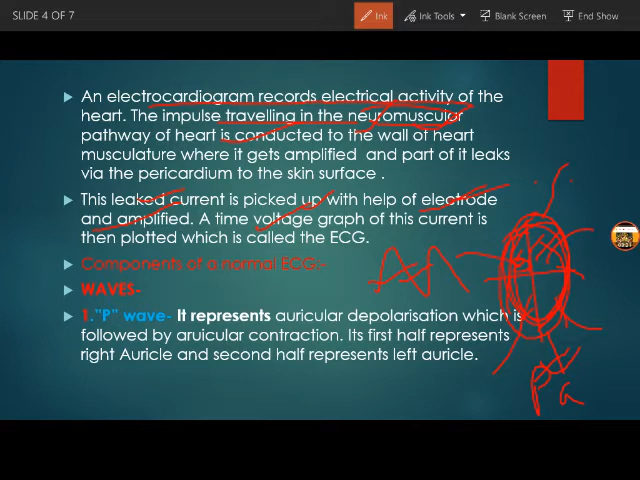 SLIDE 4 OF 7
Ink
Ink Tools
Blank Screen
End Show
An electrocardiogram records electrical activity of the
heart. The impulse travelling in the neuromuscular
pathway of heart is conducted to the wall of heart
musculature where it gets amplified and part of it leaks
via the pericardium to the skin surface .
This leaked current is picked up with help of electrode
and amplified. A time voltage graph of this current is
then plotted which is called the ECG.
Components of a normal ECG:-
WAVES-
1."P" wave- It represents auricular depolarisation which is
followed by aruicular contraction. Its first half represents
right Auricle and second half represents left auricle.